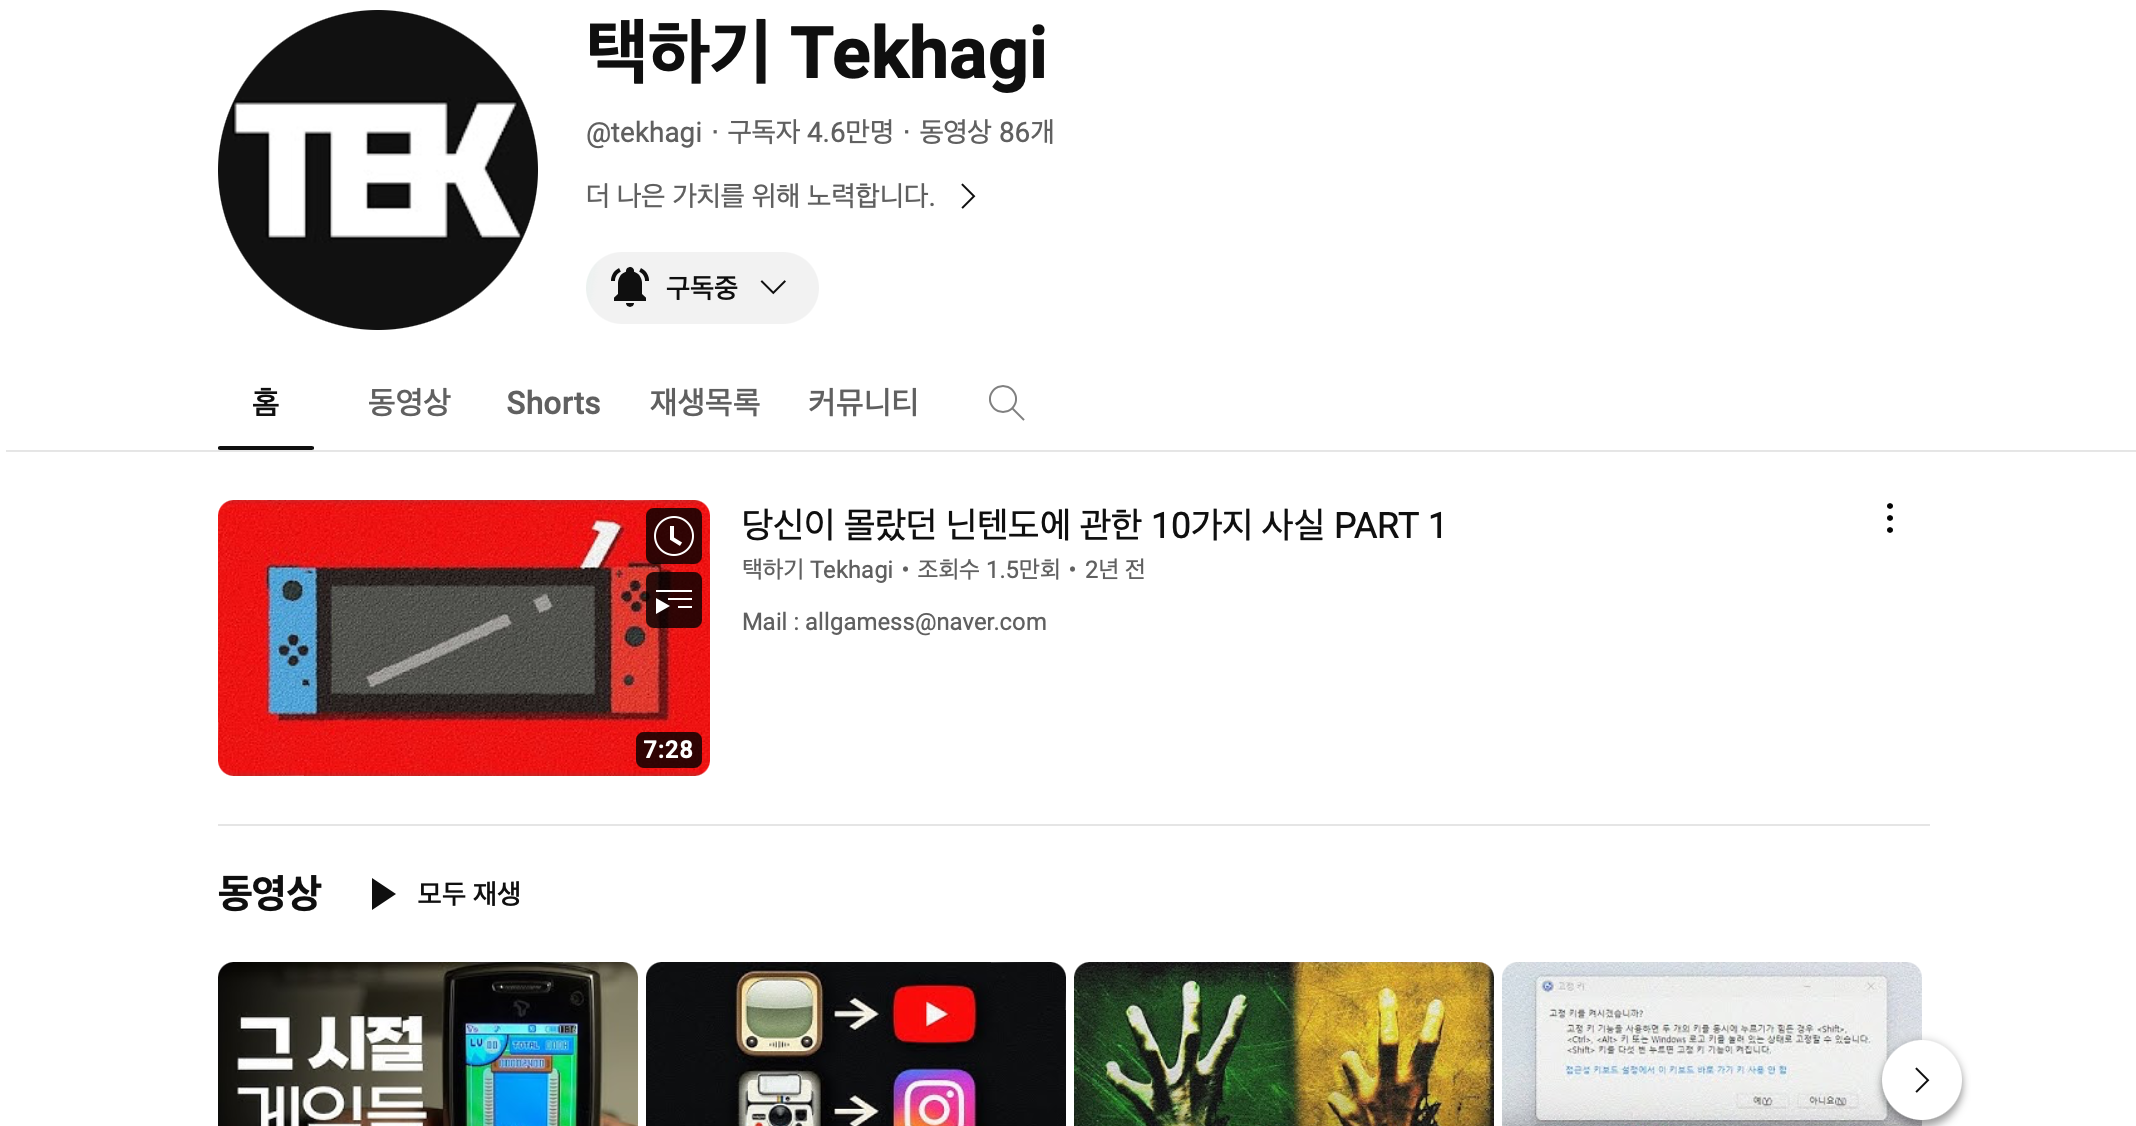 TEK
택하기 Tekhagi
@tekhagi · 구독자 4.6만명 · 동영상 86개
더 나은 가치를 위해 노력합니다.
구독중
홈 동영상 Shorts 재생목록 커뮤니티
1
7:28
당신이 몰랐던 닌텐도에 관한 10가지 사실 PART 1
택하기 Tekhagi • 조회수 1.5만회 • 2년 전
Mail : allgamess@naver.com
동영상 모두 재생
그 시절
게임들
LV 00 TOTAL
고정 키
고정 키를 켜시겠습니까?
고정 키 기능을 사용하면 두 개의 키를 동시에 누르기가 힘든 경우 <Shift>,
<Ctrl>, <Alt> 키 또는 Windows 로고 키를 눌러 있는 상태로 고정할 수 있습니다.
<Shift> 키를 다섯 번 누르면 고정 키 기능이 켜집니다.
접근성 키보드 설정에서 이 키보드 바로 가기 키 사용 안 함
예(Y) 아니요(N)